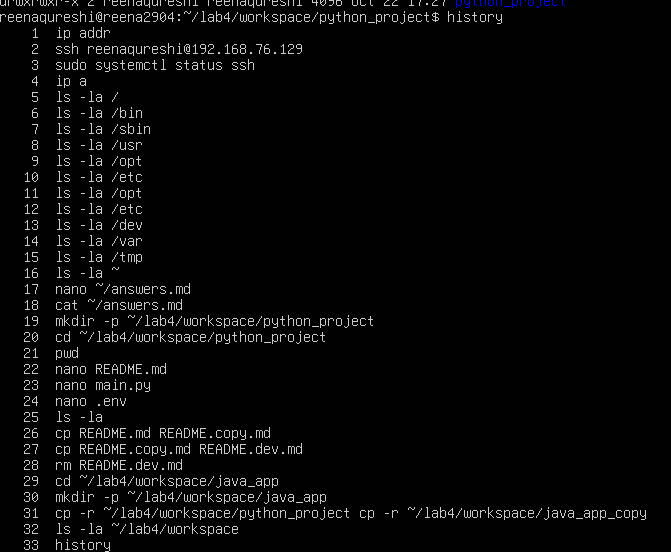 drwxrwxr-x 2 reenaqureshi reenaqureshi 4096 Oct 22 17:27 python_project
reenaqureshi@reena2904:~/lab4/workspace/python_project$ history
1 ip addr
2 ssh reenaqureshi@192.168.76.129
3 sudo systemctl status ssh
4 ip a
5 ls -la /
6 ls -la /bin
7 ls -la /sbin
8 ls -la /usr
9 ls -la /opt
10 ls -la /etc
11 ls -la /opt
12 ls -la /etc
13 ls -la /dev
14 ls -la /var
15 ls -la /tmp
16 ls -la ~
17 nano ~/answers.md
18 cat ~/answers.md
19 mkdir -p ~/lab4/workspace/python_project
20 cd ~/lab4/workspace/python_project
21 pwd
22 nano README.md
23 nano main.py
24 nano .env
25 ls -la
26 cp README.md README.copy.md
27 cp README.copy.md README.dev.md
28 rm README.dev.md
29 cd ~/lab4/workspace/java_app
30 mkdir -p ~/lab4/workspace/java_app
31 cp -r ~/lab4/workspace/python_project cp -r ~/lab4/workspace/java_app_copy
32 ls -la ~/lab4/workspace
33 history